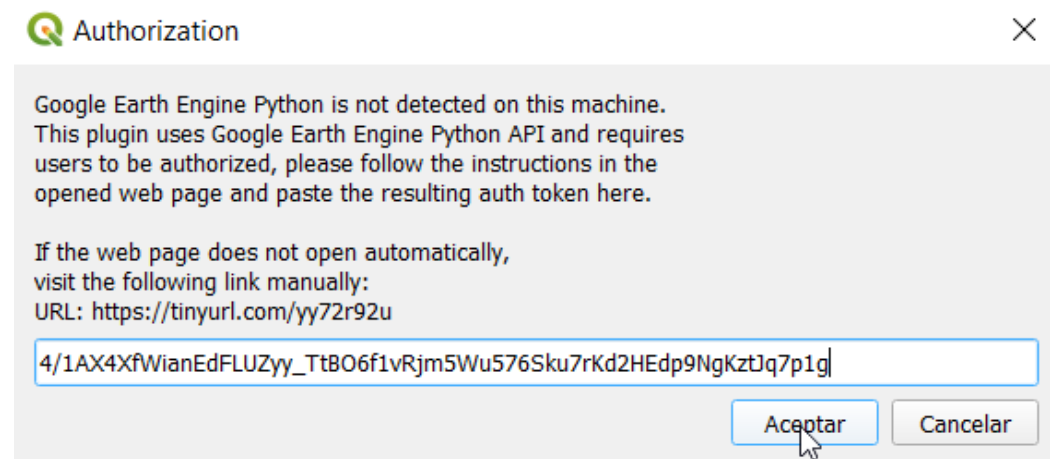 Authorization
Google Earth Engine Python is not detected on this machine.
This plugin uses Google Earth Engine Python API and requires
users to be authorized, please follow the instructions in the
opened web page and paste the resulting auth token here.
If the web page does not open automatically,
visit the following link manually:
URL: https://tinyurl.com/yy72r92u
4/1AX4XfWianEdFLUZyy_TtBO6f1vRjm5Wu576Sku7rKd2HEdp9NgKztJq7p1g
Aceptar Cancelar